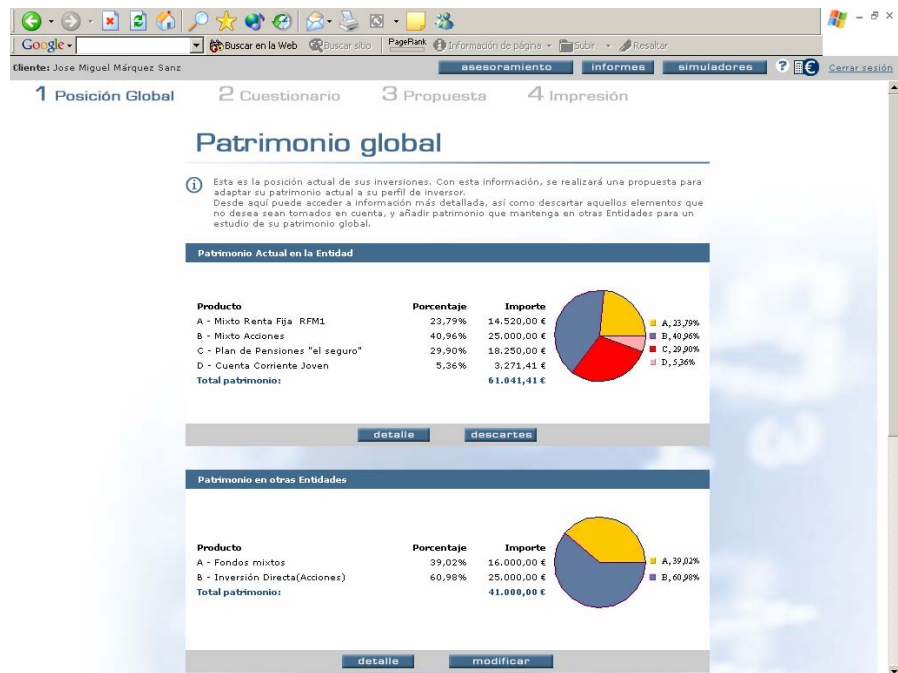 Google
Buscar en la Web
Buscar sitio
PageRank
Información de página
Subir
Resaltar
Cliente: Jose Miguel Márquez Sanz
asesoramiento
informes
simuladores
?
€
Cerrar sesión
1 Posición Global
2 Cuestionario
3 Propuesta
4 Impresión
Patrimonio global
Esta es la posición actual de sus inversiones. Con esta información, se realizará una propuesta para
adaptar su patrimonio actual a su perfil de inversor.
Desde aquí puede acceder a información más detallada, así como descartar aquellos elementos que
no desea sean tomados en cuenta, y añadir patrimonio que mantenga en otras Entidades para un
estudio de su patrimonio global.
Patrimonio Actual en la Entidad
Producto Porcentaje Importe
A - Mixto Renta Fija RFM1 23,79% 14.520,00 €
B - Mixto Acciones 40,96% 25.000,00 €
C - Plan de Pensiones "el seguro" 29,90% 18.250,00 €
D - Cuenta Corriente Joven 5,36% 3.271,41 €
Total patrimonio: 61.041,41 €
A, 23,79%
B, 40,96%
C, 29,90%
D, 5,36%
detalle
descartes
Patrimonio en otras Entidades
Producto Porcentaje Importe
A - Fondos mixtos 39,02% 16.000,00 €
B - Inversión Directa(Acciones) 60,98% 25.000,00 €
Total patrimonio: 41.000,00 €
A, 39,02%
B, 60,98%
detalle
modificar